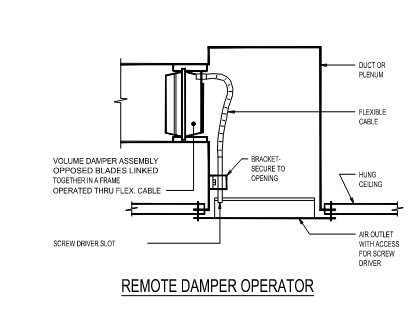 DUCT OR
PLENUM
FLEXIBLE
CABLE
VOLUME DAMPER ASSEMBLY
OPPOSED BLADES LINKED
TOGETHER IN A FRAME
OPERATED THRU FLEX. CABLE
BRACKET-
SECURE TO
OPENING
HUNG
CEILING
SCREW DRIVER SLOT
AIR OUTLET
WITH ACCESS
FOR SCREW
DRIVER
REMOTE DAMPER OPERATOR